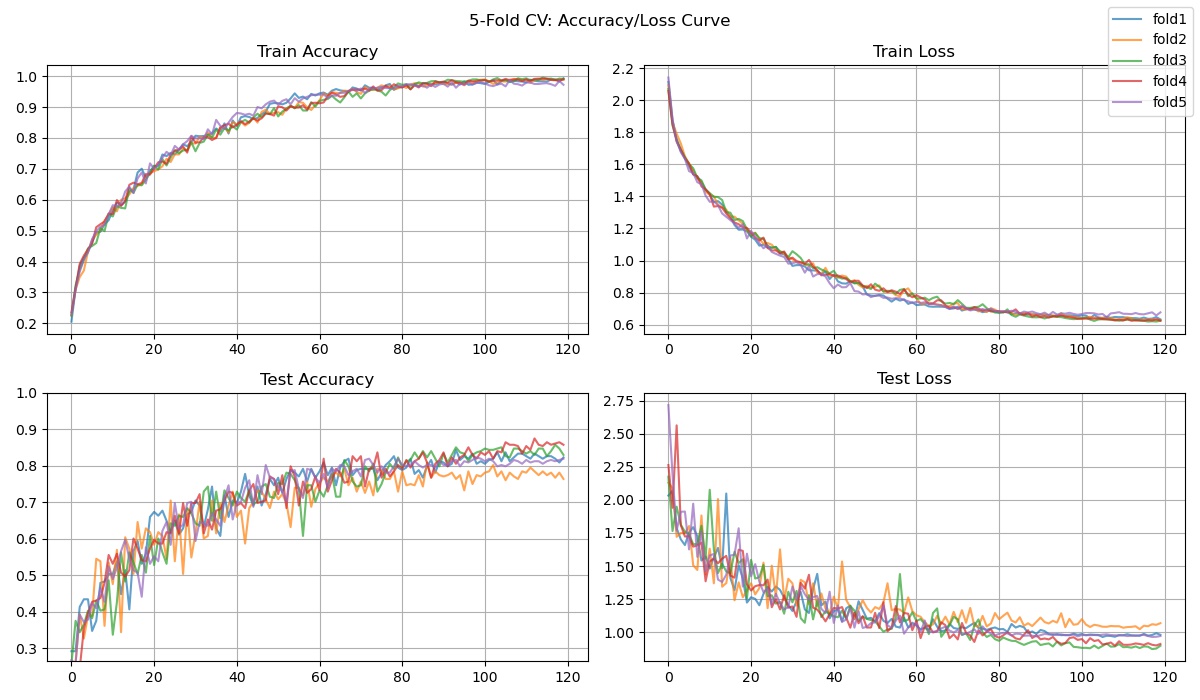 5-Fold CV: Accuracy/Loss Curve
fold1
fold2
fold3
fold4
fold5
Train Accuracy
1.0
0.9
0.8
0.7
0.6
0.5
0.4
0.3
0.2
0 20 40 60 80 100 120
Train Loss
2.2
2.0
1.8
1.6
1.4
1.2
1.0
0.8
0.6
0 20 40 60 80 100 120
Test Accuracy
1.0
0.9
0.8
0.7
0.6
0.5
0.4
0.3
0 20 40 60 80 100 120
Test Loss
2.75
2.50
2.25
2.00
1.75
1.50
1.25
1.00
0 20 40 60 80 100 120